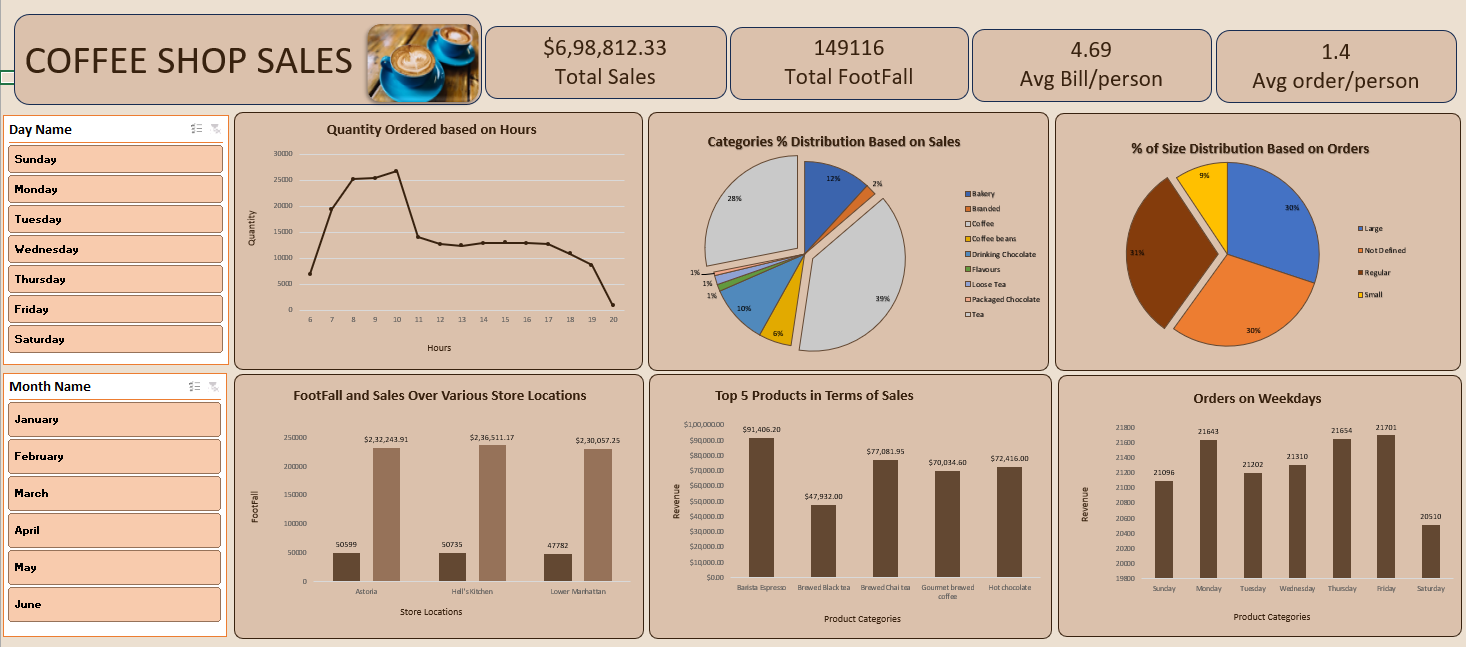 COFFEE SHOP SALES
$6,98,812.33
Total Sales
149116
Total FootFall
4.69
Avg Bill/person
1.4
Avg order/person
Day Name
Sunday
Monday
Tuesday
Wednesday
Thursday
Friday
Saturday
Month Name
January
February
March
April
May
June
Quantity Ordered based on Hours
30000
25000
20000
15000
10000
5000
0
Quantity
6 7 8 9 10 11 12 13 14 15 16 17 18 19 20
Hours
Categories % Distribution Based on Sales
12%
2%
39%
6%
10%
1%
1%
1%
28%
Bakery
Branded
Coffee
Coffee beans
Drinking Chocolate
Flavours
Loose Tea
Packaged Chocolate
Tea
% of Size Distribution Based on Orders
30%
30%
31%
9%
Large
Not Defined
Regular
Small
FootFall and Sales Over Various Store Locations
250000
200000
150000
100000
50000
0
FootFall
50599 $2,32,243.91
50735 $2,36,511.17
47782 $2,30,057.25
Astoria Hell's Kitchen Lower Manhattan
Store Locations
Top 5 Products in Terms of Sales
$1,00,000.00
$90,000.00
$80,000.00
$70,000.00
$60,000.00
$50,000.00
$40,000.00
$30,000.00
$20,000.00
$10,000.00
$0.00
Revenue
$91,406.20
$47,932.00
$77,081.95
$70,034.60
$72,416.00
Barista Espresso Brewed Black tea Brewed Chai tea Gourmet brewed coffee Hot chocolate
Product Categories
Orders on Weekdays
21800
21600
21400
21200
21000
20800
20600
20400
20200
20000
19800
Revenue
21096
21643
21202
21310
21654
21701
20510
Sunday Monday Tuesday Wednesday Thursday Friday Saturday
Product Categories